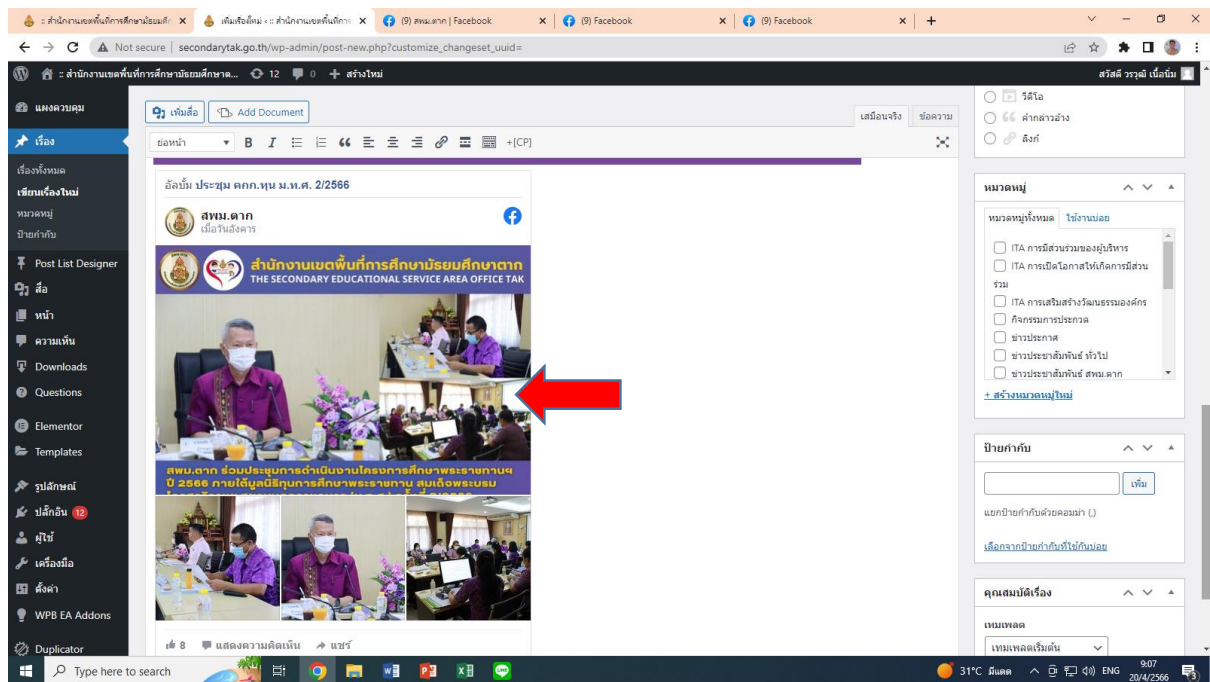 :: สำนักงานเขตพื้นที่การศึกษามัธยมศึก
เพิ่มเรื่องใหม่ ‹ :: สำนักงานเขตพื้นที่การ
(9) สพม.ตาก | Facebook
(9) Facebook
(9) Facebook
Not secure | secondarytak.go.th/wp-admin/post-new.php?customize_changeset_uuid=
:: สำนักงานเขตพื้นที่การศึกษามัธยมศึกษาต... 12 0 + สร้างใหม่
สวัสดี วรวุฒิ เนื้อนิ่ม
แผงควบคุม
เรื่อง
เรื่องทั้งหมด
เขียนเรื่องใหม่
หมวดหมู่
ป้ายกำกับ
Post List Designer
สื่อ
หน้า
ความเห็น
Downloads
Questions
Elementor
Templates
รูปลักษณ์
ปลั๊กอิน 12
ผู้ใช้
เครื่องมือ
ตั้งค่า
WPB EA Addons
Duplicator
เพิ่มสื่อ
Add Document
เสมือนจริง
ข้อความ
ย่อหน้า
B I
+[CP]
อัลบั้ม ประชุม คกก.ทุน ม.ท.ศ. 2/2566
สพม.ตาก
เมื่อวันอังคาร
สำนักงานเขตพื้นที่การศึกษามัธยมศึกษาตาก
THE SECONDARY EDUCATIONAL SERVICE AREA OFFICE TAK
สพม.ตาก ร่วมประชุมการดำเนินงานโครงการศึกษาพระราชทานฯ
ปี 2566 ภายใต้มูลนิธิทุนการศึกษาพระราชทาน สมเด็จพระบรม
8 แสดงความคิดเห็น แชร์
วิดีโอ
คำกล่าวอ้าง
ลิงก์
หมวดหมู่
หมวดหมู่ทั้งหมด
ใช้งานบ่อย
ITA การมีส่วนร่วมของผู้บริหาร
ITA การเปิดโอกาสให้เกิดการมีส่วน
ร่วม
ITA การเสริมสร้างวัฒนธรรมองค์กร
กิจกรรมการประกวด
ข่าวประกาศ
ข่าวประชาสัมพันธ์ ทั่วไป
ข่าวประชาสัมพันธ์ สพม.ตาก
+ สร้างหมวดหมู่ใหม่
ป้ายกำกับ
เพิ่ม
แยกป้ายกำกับด้วยคอมม่า (,)
เลือกจากป้ายกำกับที่ใช้กันบ่อย
คุณสมบัติเรื่อง
เทมเพลต
เทมเพลตเริ่มต้น
Type here to search
31°C มีแดด
ENG
9:07
20/4/2566
3